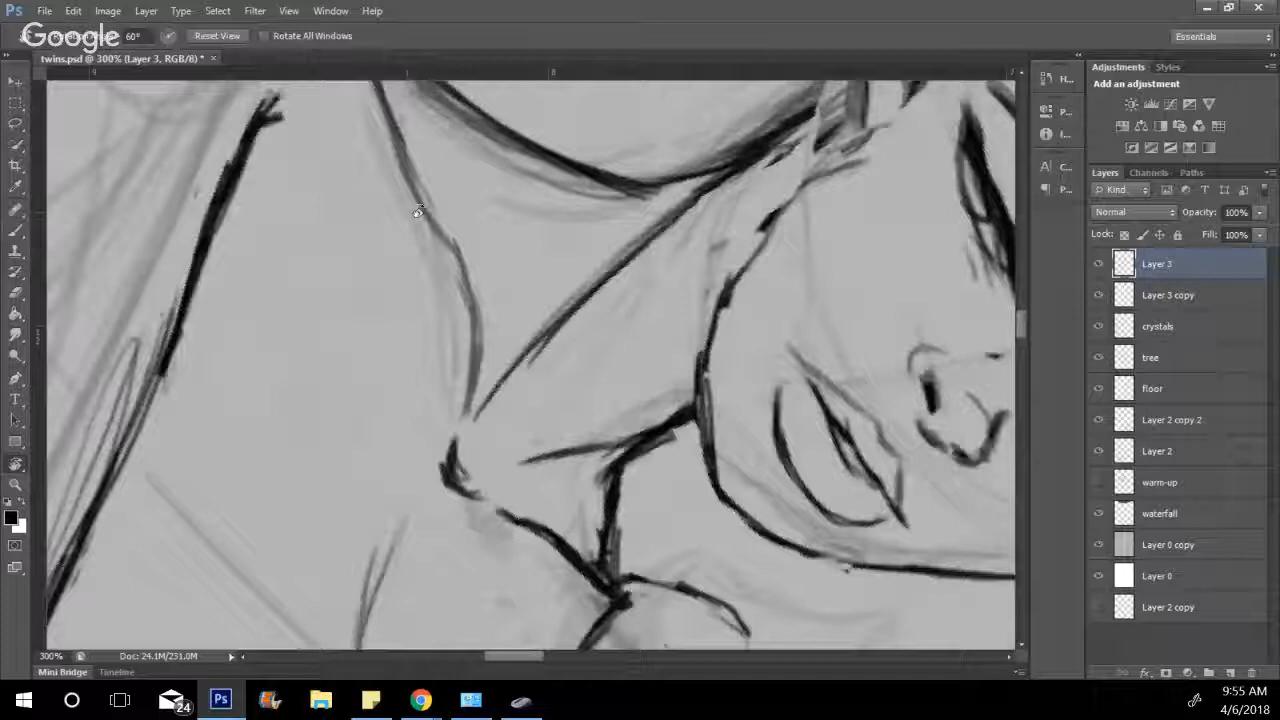 Ps File Edit Image Layer Type Select Filter View Window Help
Google
60° Reset View Rotate All Windows Essentials
twins.psd @ 300% (Layer 3, RGB/8) * ×
9 8
H...
P...
I...
A| C...
¶ P...
Adjustments Styles
Add an adjustment
Layers Channels Paths
Kind
Normal Opacity: 100%
Lock: Fill: 100%
Layer 3
Layer 3 copy
crystals
tree
floor
Layer 2 copy 2
Layer 2
warm-up
waterfall
Layer 0 copy
Layer 0
Layer 2 copy
300% Doc: 24.1M/231.0M
Mini Bridge Timeline
24 Ps
9:55 AM
4/6/2018